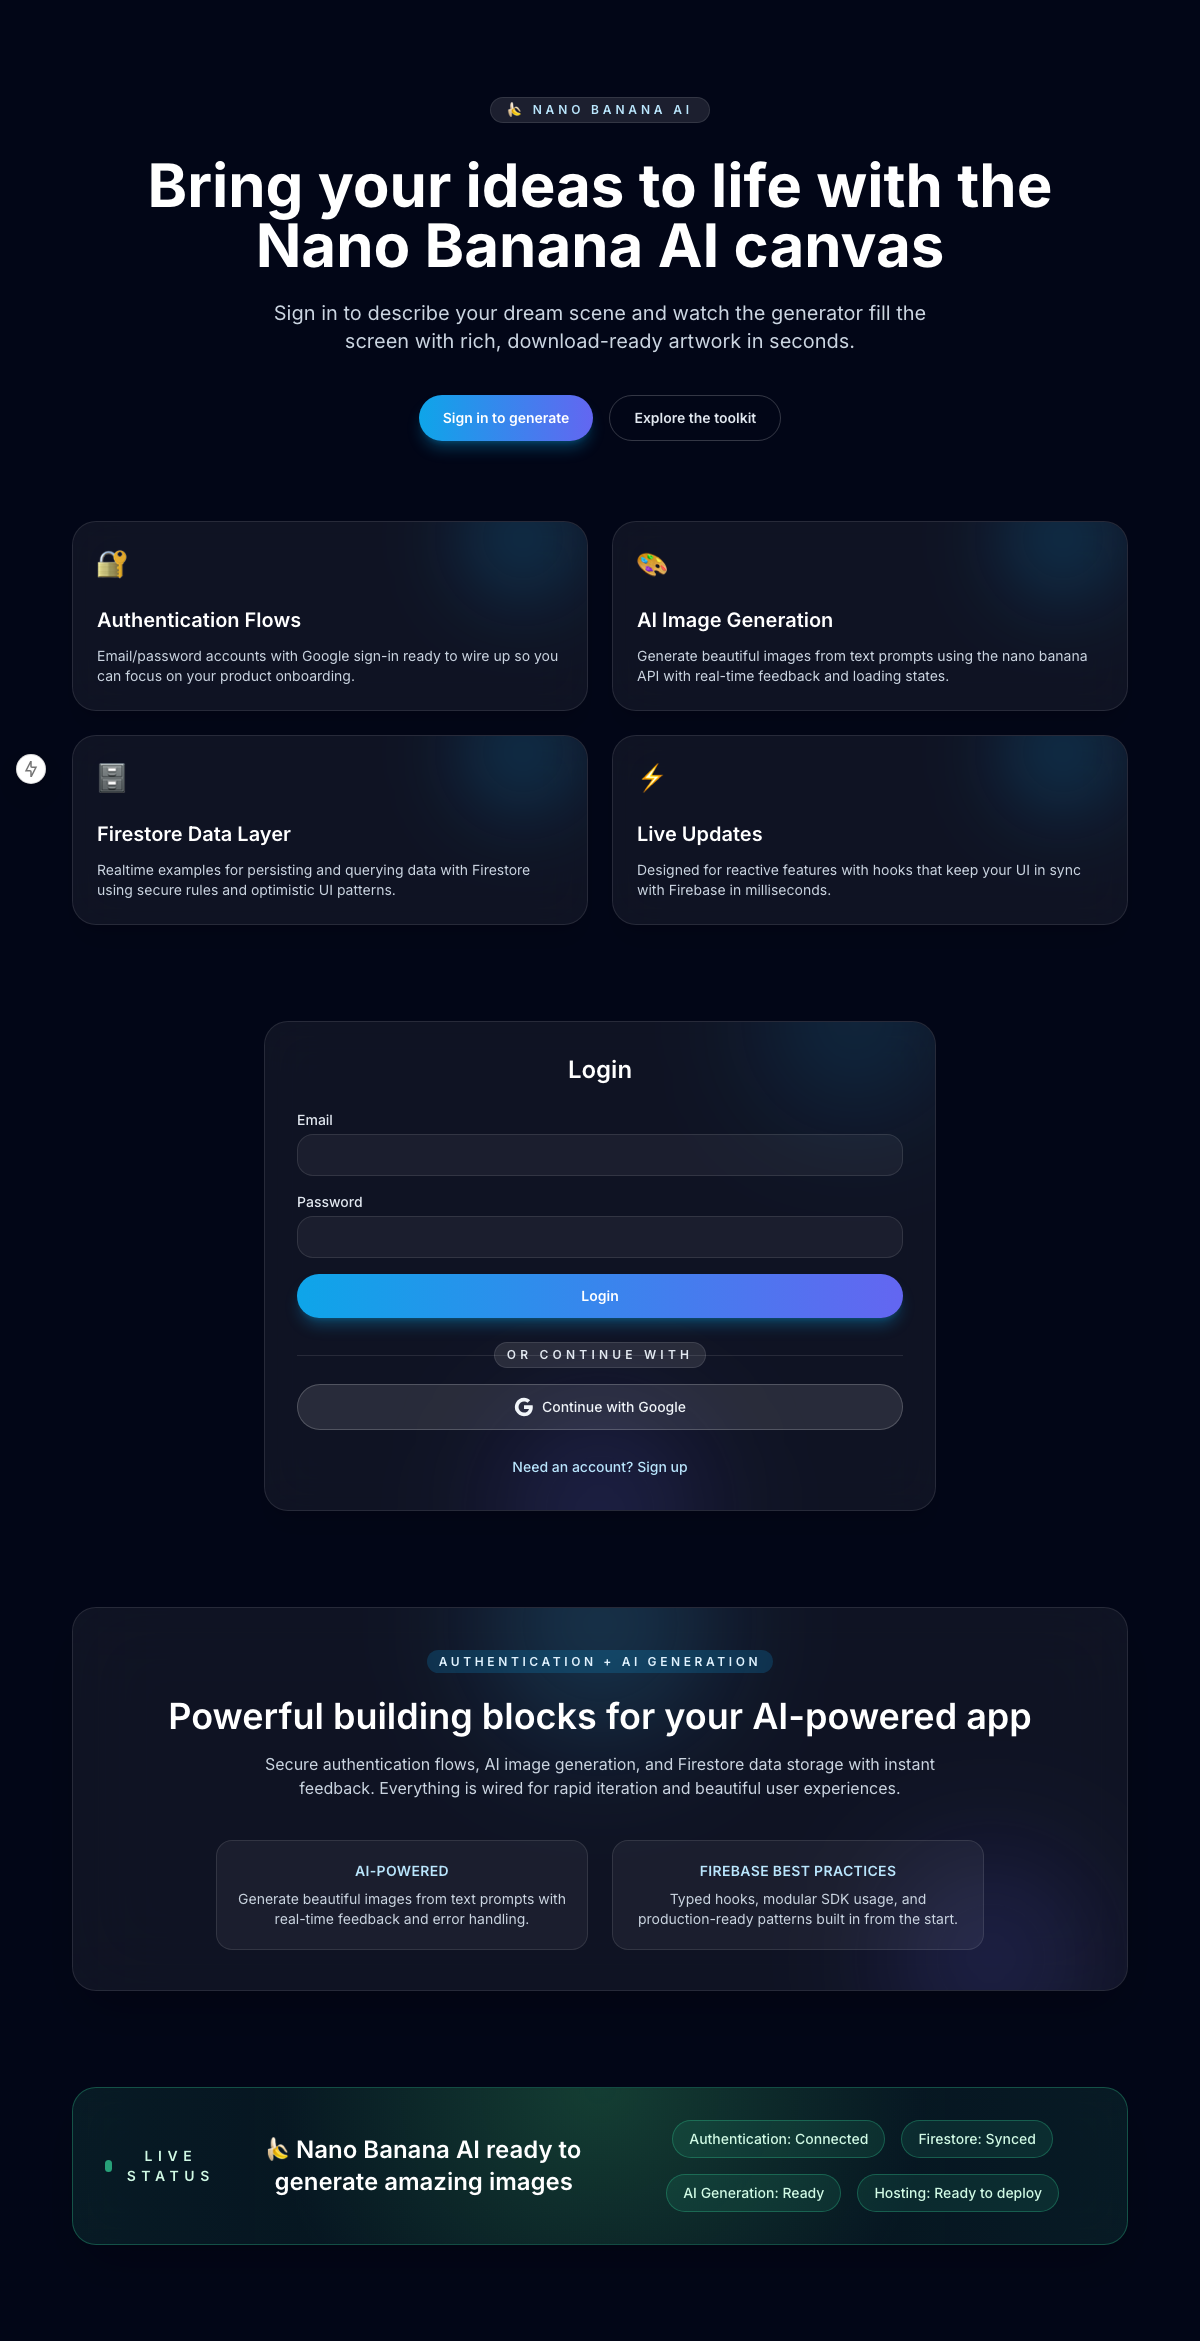 🍌 NANO BANANA AI
Bring your ideas to life with the
Nano Banana AI canvas
Sign in to describe your dream scene and watch the generator fill the
screen with rich, download-ready artwork in seconds.
Sign in to generate
Explore the toolkit
Authentication Flows
Email/password accounts with Google sign-in ready to wire up so you
can focus on your product onboarding.
AI Image Generation
Generate beautiful images from text prompts using the nano banana
API with real-time feedback and loading states.
Firestore Data Layer
Realtime examples for persisting and querying data with Firestore
using secure rules and optimistic UI patterns.
Live Updates
Designed for reactive features with hooks that keep your UI in sync
with Firebase in milliseconds.
Login
Email
Password
Login
OR CONTINUE WITH
Continue with Google
Need an account? Sign up
AUTHENTICATION + AI GENERATION
Powerful building blocks for your AI-powered app
Secure authentication flows, AI image generation, and Firestore data storage with instant
feedback. Everything is wired for rapid iteration and beautiful user experiences.
AI-POWERED
Generate beautiful images from text prompts with
real-time feedback and error handling.
FIREBASE BEST PRACTICES
Typed hooks, modular SDK usage, and
production-ready patterns built in from the start.
LIVE
STATUS
🍌 Nano Banana AI ready to
generate amazing images
Authentication: Connected
Firestore: Synced
AI Generation: Ready
Hosting: Ready to deploy